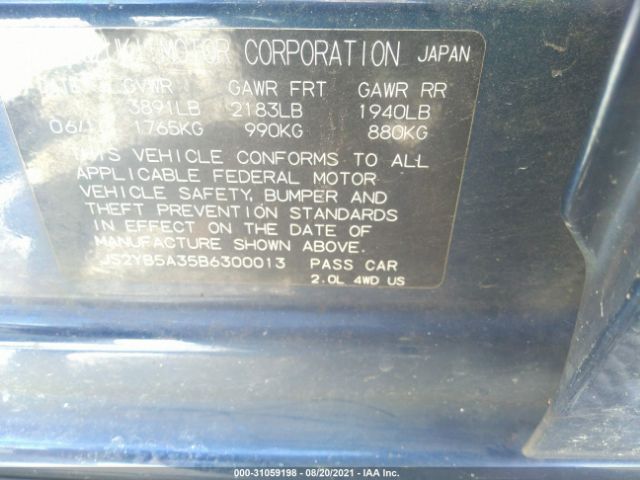 MOTOR CORPORATION JAPAN
GVWR GAWR FRT GAWR RR
3891LB 2183LB 1940LB
1765KG 990KG 880KG
THIS VEHICLE CONFORMS TO ALL
APPLICABLE FEDERAL MOTOR
VEHICLE SAFETY, BUMPER AND
THEFT PREVENTION STANDARDS
IN EFFECT ON THE DATE OF
MANUFACTURE SHOWN ABOVE.
JS2YB5A35B6300013 PASS CAR
2.0L 4WD US
000-31059198 - 08/20/2021 - IAA Inc.